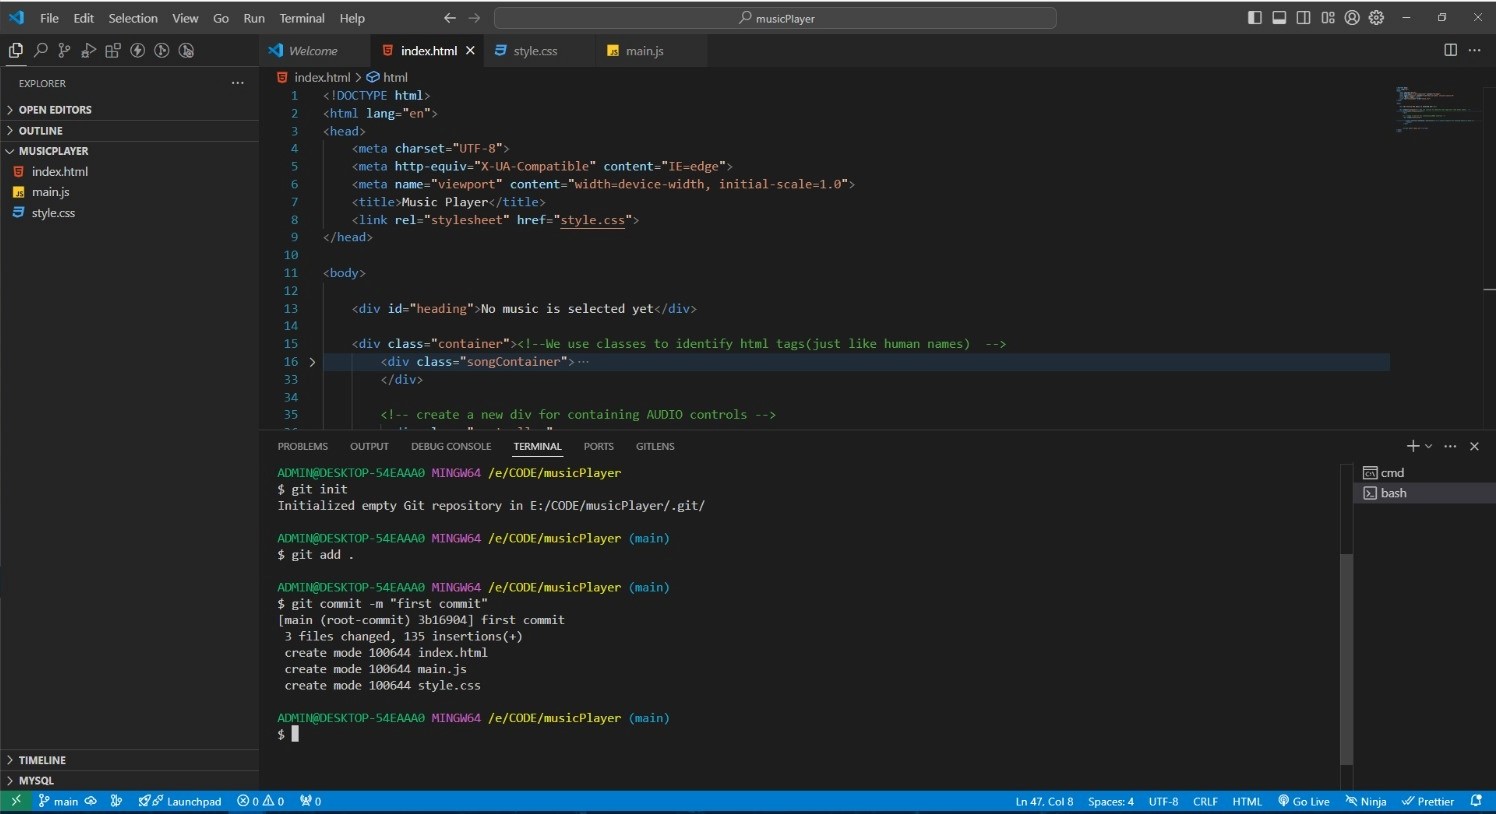 File Edit Selection View Go Run Terminal Help
musicPlayer
Welcome index.html style.css main.js
EXPLORER
OPEN EDITORS
OUTLINE
MUSICPLAYER
index.html
main.js
style.css
TIMELINE
MYSQL
index.html > html
1 <!DOCTYPE html>
2 <html lang="en">
3 <head>
4 <meta charset="UTF-8">
5 <meta http-equiv="X-UA-Compatible" content="IE=edge">
6 <meta name="viewport" content="width=device-width, initial-scale=1.0">
7 <title>Music Player</title>
8 <link rel="stylesheet" href="style.css">
9 </head>
10
11 <body>
12
13 <div id="heading">No music is selected yet</div>
14
15 <div class="container"><!--We use classes to identify html tags(just like human names) -->
16 <div class="songContainer">···
33 </div>
34
35 <!-- create a new div for containing AUDIO controls -->
PROBLEMS OUTPUT DEBUG CONSOLE TERMINAL PORTS GITLENS
ADMIN@DESKTOP-54EAAA0 MINGW64 /e/CODE/musicPlayer
$ git init
Initialized empty Git repository in E:/CODE/musicPlayer/.git/
ADMIN@DESKTOP-54EAAA0 MINGW64 /e/CODE/musicPlayer (main)
$ git add .
ADMIN@DESKTOP-54EAAA0 MINGW64 /e/CODE/musicPlayer (main)
$ git commit -m "first commit"
[main (root-commit) 3b16904] first commit
3 files changed, 135 insertions(+)
create mode 100644 index.html
create mode 100644 main.js
create mode 100644 style.css
ADMIN@DESKTOP-54EAAA0 MINGW64 /e/CODE/musicPlayer (main)
$
cmd
bash
main Launchpad 0 0 0 Ln 47, Col 8 Spaces: 4 UTF-8 CRLF HTML Go Live Ninja Prettier